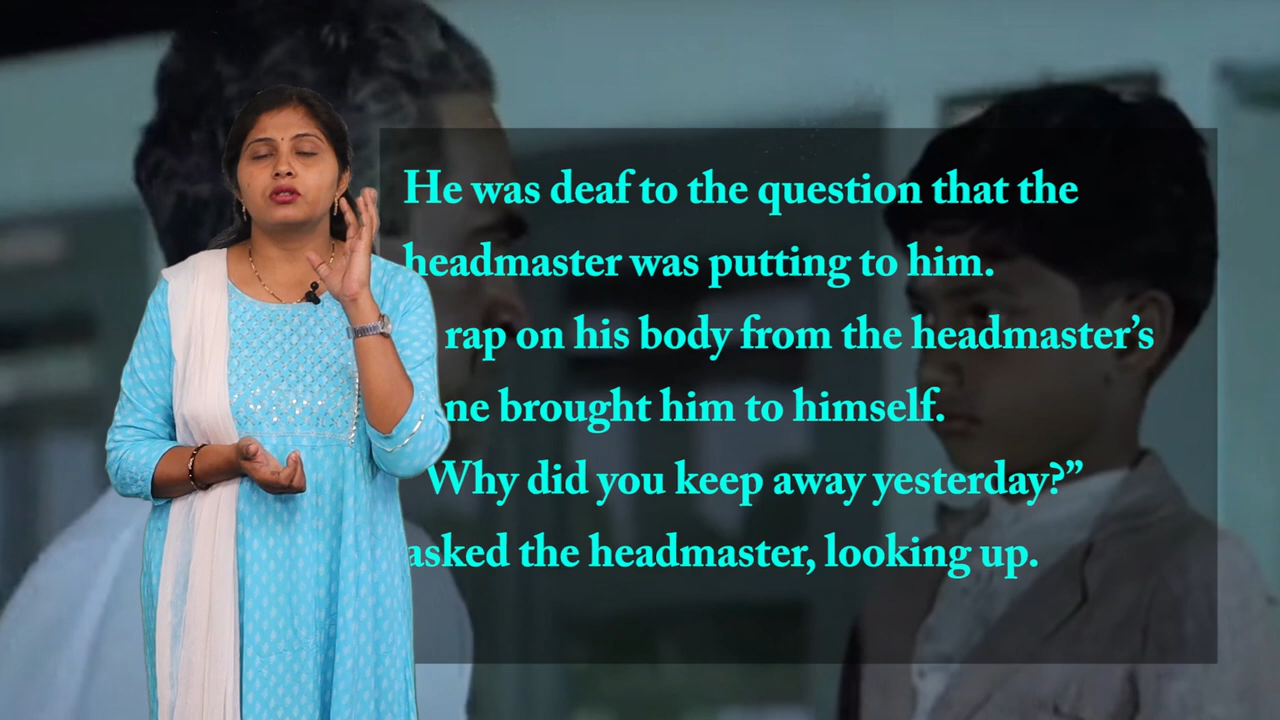 He was deaf to the question that the
headmaster was putting to him.
rap on his body from the headmaster's
ne brought him to himself.
Why did you keep away yesterday?”
asked the headmaster, looking up.